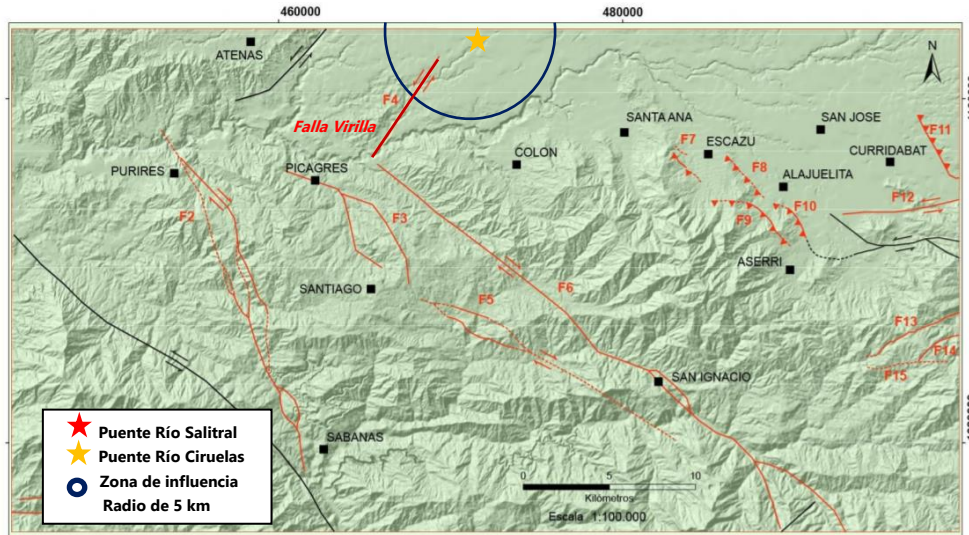 460000
480000
ATENAS
N
F4
Falla Virilla
SANTA ANA
SAN JOSE
F11
F7
ESCAZU
COLON
CURRIDABAT
PURIRES
PICAGRES
F8
ALAJUELITA
F12
F2
F3
F9
F10
ASERRI
F6
SANTIAGO
F5
F13
F14
F15
SAN IGNACIO
SABANAS
Puente Río Salitral
Puente Río Ciruelas
Zona de influencia
Radio de 5 km
0 5 10
Kilómetros
Escala 1:100.000